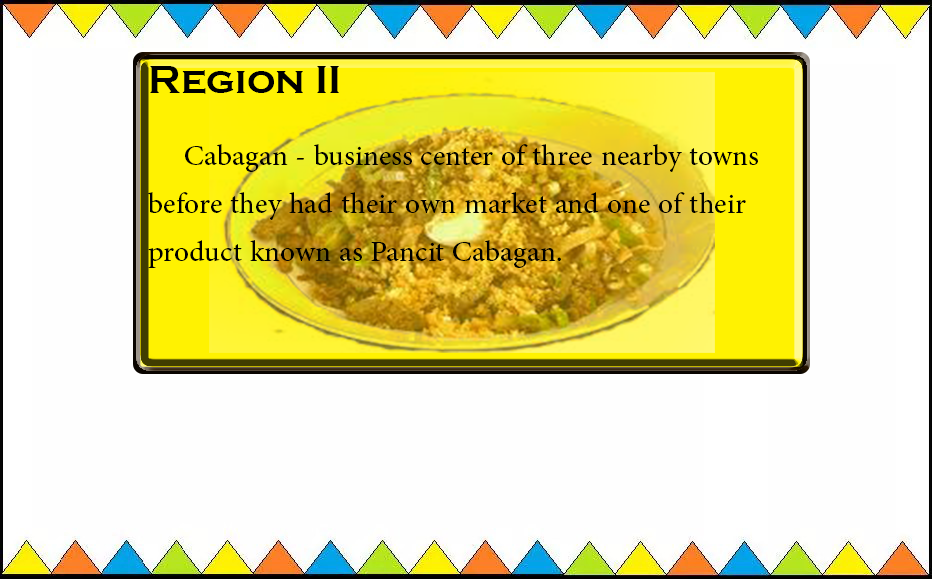 Region II
Cabagan - business center of three nearby towns
before they had their own market and one of their
product known as Pancit Cabagan.